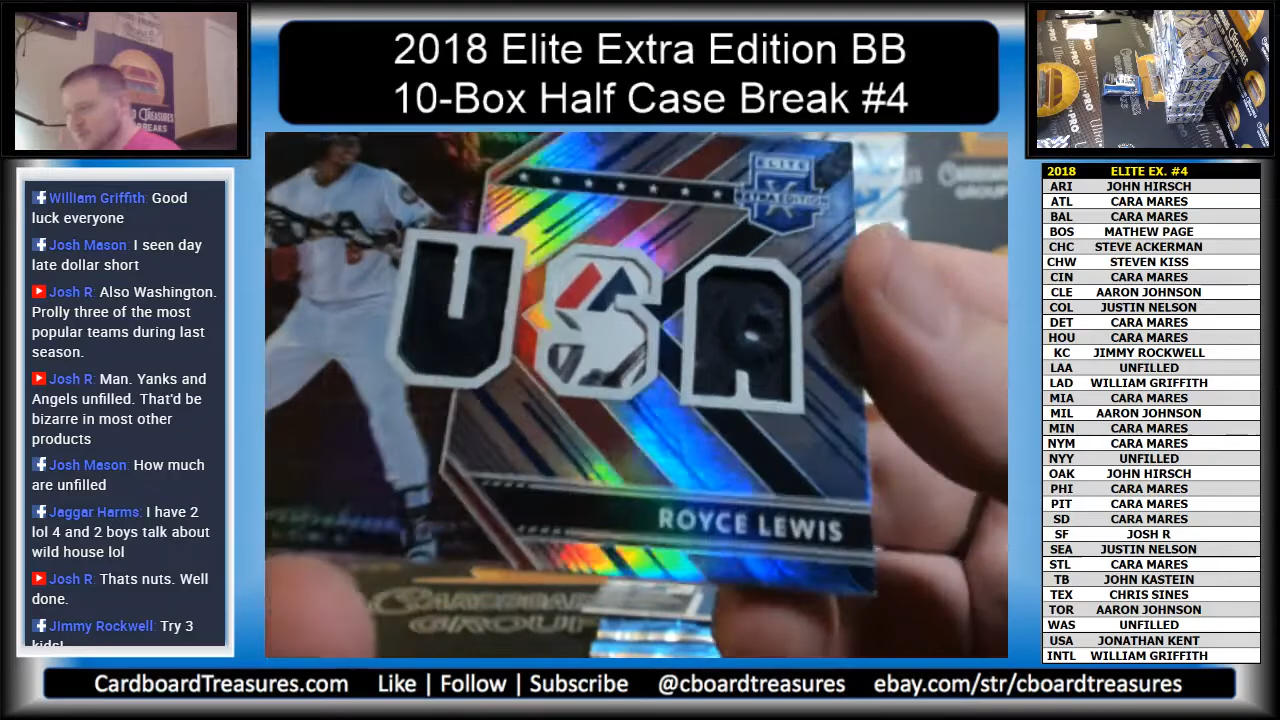 2018 Elite Extra Edition BB
10-Box Half Case Break #4
William Griffith: Good
luck everyone
Josh Mason: I seen day
late dollar short
Josh R: Also Washington.
Prolly three of the most
popular teams during last
season.
Josh R: Man. Yanks and
Angels unfilled. That'd be
bizarre in most other
products
Josh Mason: How much
are unfilled
Jaggar Harms: I have 2
lol 4 and 2 boys talk about
wild house lol
Josh R: Thats nuts. Well
done.
Jimmy Rockwell: Try 3
kids!
ELITE
EXTRA EDITION
USA
ROYCE LEWIS
CARDBOARD
GROUP
2018 ELITE EX. #4
ARI JOHN HIRSCH
ATL CARA MARES
BAL CARA MARES
BOS MATHEW PAGE
CHC STEVE ACKERMAN
CHW STEVEN KISS
CIN CARA MARES
CLE AARON JOHNSON
COL JUSTIN NELSON
DET CARA MARES
HOU CARA MARES
KC JIMMY ROCKWELL
LAA UNFILLED
LAD WILLIAM GRIFFITH
MIA CARA MARES
MIL AARON JOHNSON
MIN CARA MARES
NYM CARA MARES
NYY UNFILLED
OAK JOHN HIRSCH
PHI CARA MARES
PIT CARA MARES
SD CARA MARES
SF JOSH R
SEA JUSTIN NELSON
STL CARA MARES
TB JOHN KASTEIN
TEX CHRIS SINES
TOR AARON JOHNSON
WAS UNFILLED
USA JONATHAN KENT
INTL WILLIAM GRIFFITH
CardboardTreasures.com Like | Follow | Subscribe @cboardtreasures ebay.com/str/cboardtreasures